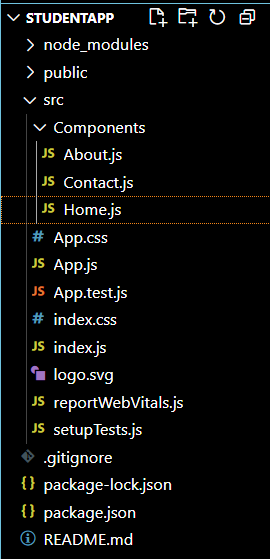 STUDENTAPP
node_modules
public
src
Components
JS About.js
JS Contact.js
JS Home.js
# App.css
JS App.js
JS App.test.js
# index.css
JS index.js
logo.svg
JS reportWebVitals.js
JS setupTests.js
.gitignore
{} package-lock.json
{} package.json
README.md